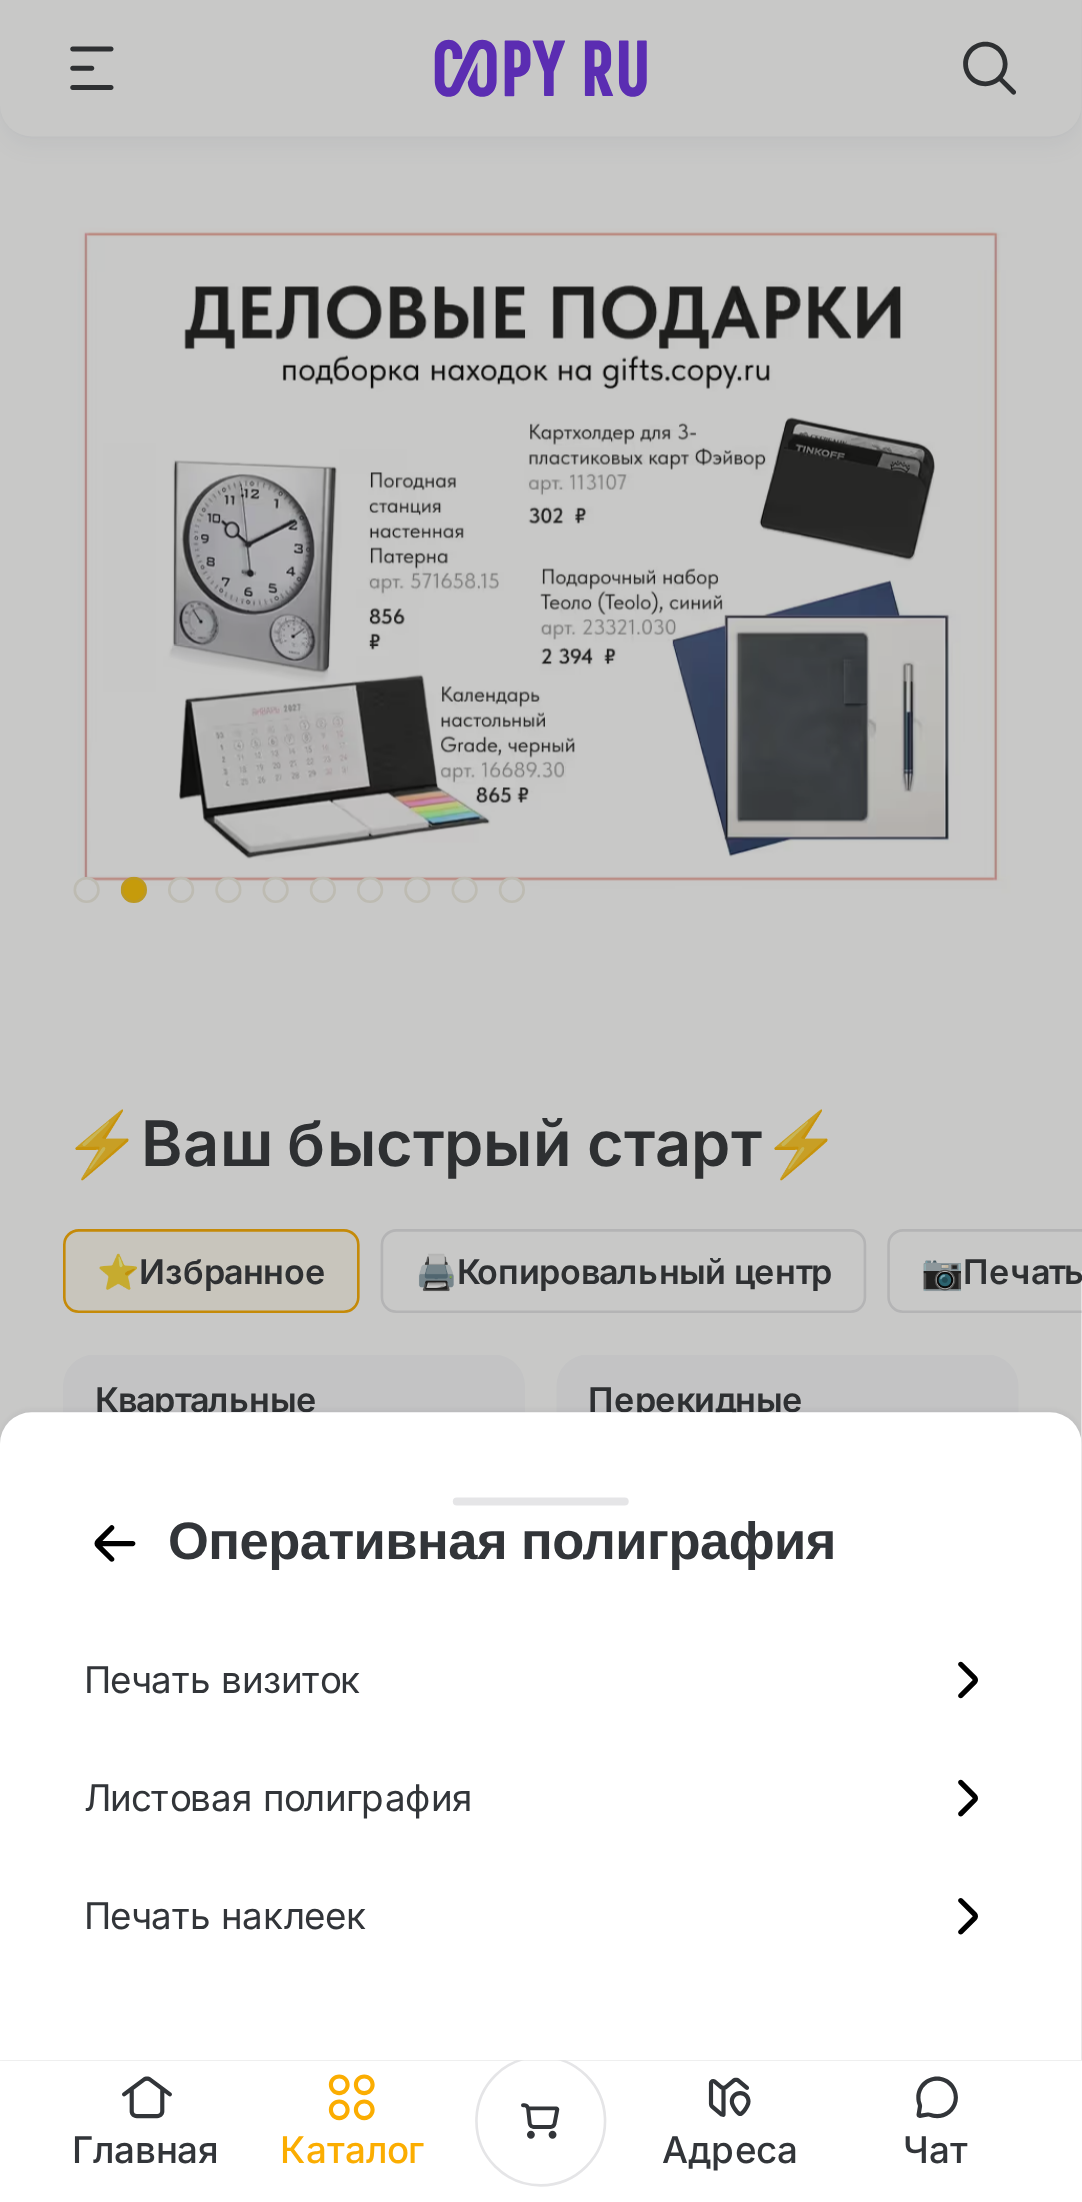 COPY RU
ДЕЛОВЫЕ ПОДАРКИ
подборка находок на gifts.copy.ru
Картхолдер для 3-
пластиковых карт Фэйвор
арт. 113107
302 ₽
TINKOFF
Погодная
станция
настенная
Патерна
арт. 571658.15
856
₽
Подарочный набор
Теоло (Teolo), синий
арт. 23321.030
2 394 ₽
Календарь
настольный
Grade, черный
арт. 16689.30
865 ₽
⚡Ваш быстрый старт⚡
⭐Избранное
🖨️Копировальный центр
📷Печать
Квартальные
Перекидные
Оперативная полиграфия
Печать визиток
Листовая полиграфия
Печать наклеек
Главная
Каталог
Адреса
Чат